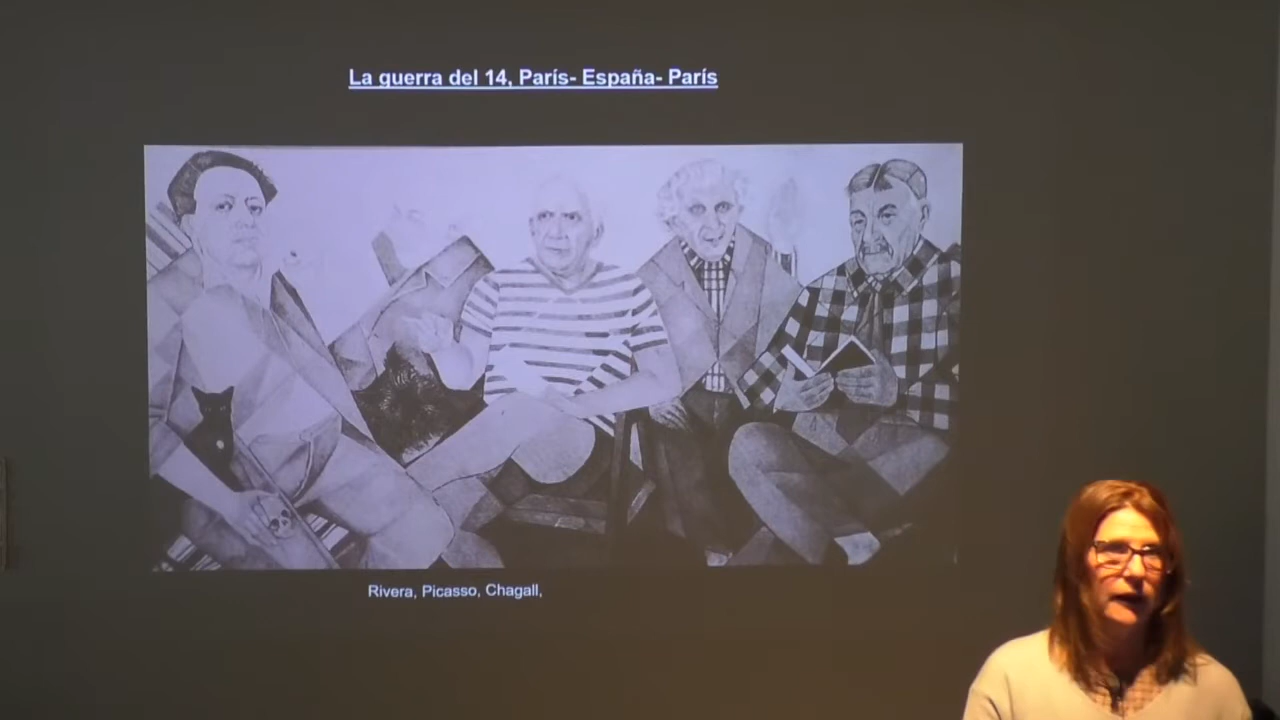 La guerra del 14, París- España- París
Rivera, Picasso, Chagall,